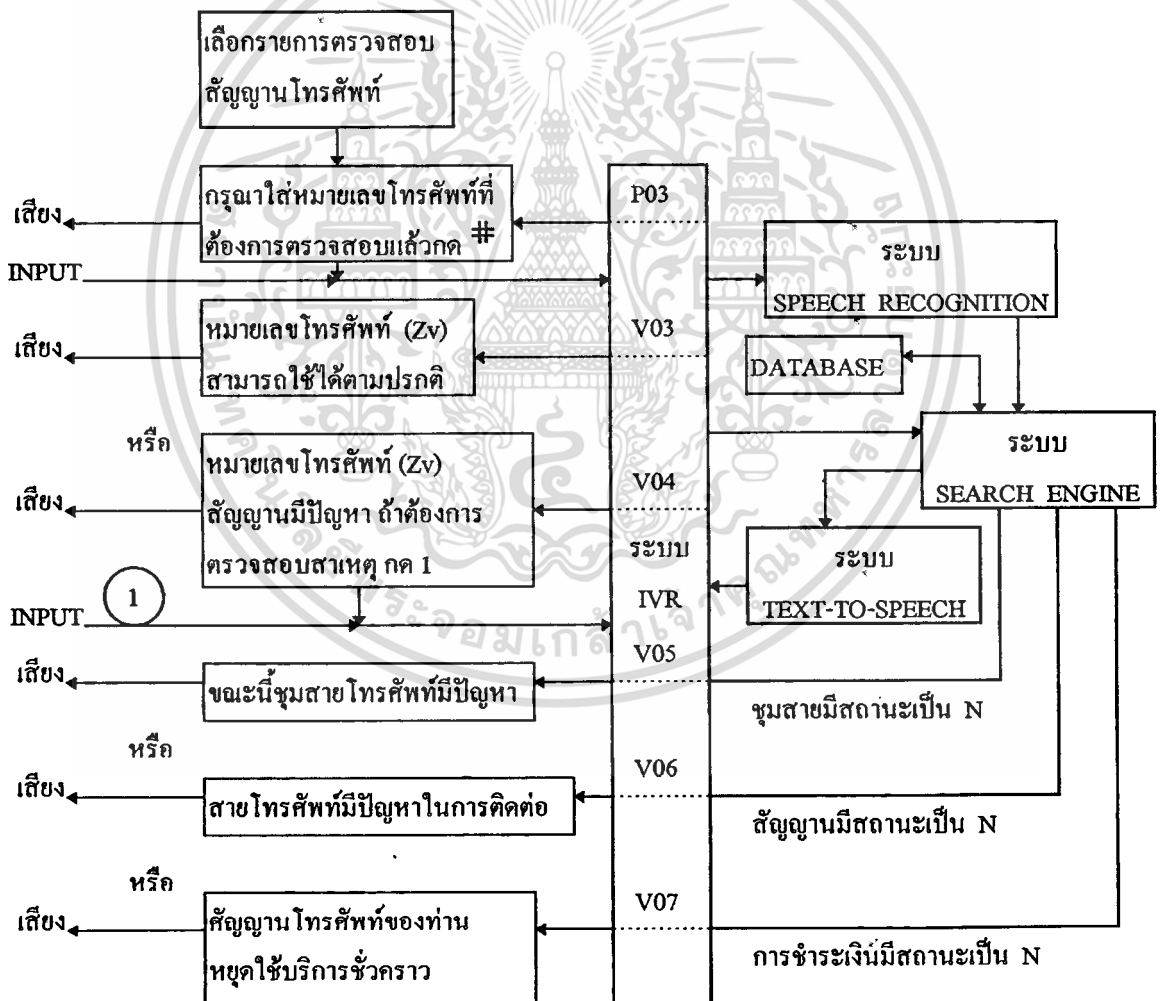 เลือกรายการตรวจสอบ
สัญญานโทรศัพท์
กรุณาใส่หมายเลขโทรศัพท์ที่
ต้องการตรวจสอบแล้วกด #
เสียง
P03
ระบบ
SPEECH RECOGNITION
INPUT
หมายเลขโทรศัพท์ (Zv)
สามารถใช้ได้ตามปรกติ
เสียง
V03
DATABASE
หรือ
หมายเลขโทรศัพท์ (Zv)
สัญญานมีปัญหา ถ้าต้องการ
ตรวจสอบสาเหตุ กด 1
เสียง
V04
ระบบ
SEARCH ENGINE
ระบบ
IVR
ระบบ
TEXT-TO-SPEECH
1
INPUT
เสียง
ขณะนี้ชุมสายโทรศัพท์มีปัญหา
V05
ชุมสายมีสถานะเป็น N
หรือ
เสียง
สายโทรศัพท์มีปัญหาในการติดต่อ
V06
สัญญานมีสถานะเป็น N
หรือ
เสียง
สัญญานโทรศัพท์ของท่าน
หยุดใช้บริการชั่วคราว
V07
การชำระเงินมีสถานะเป็น N